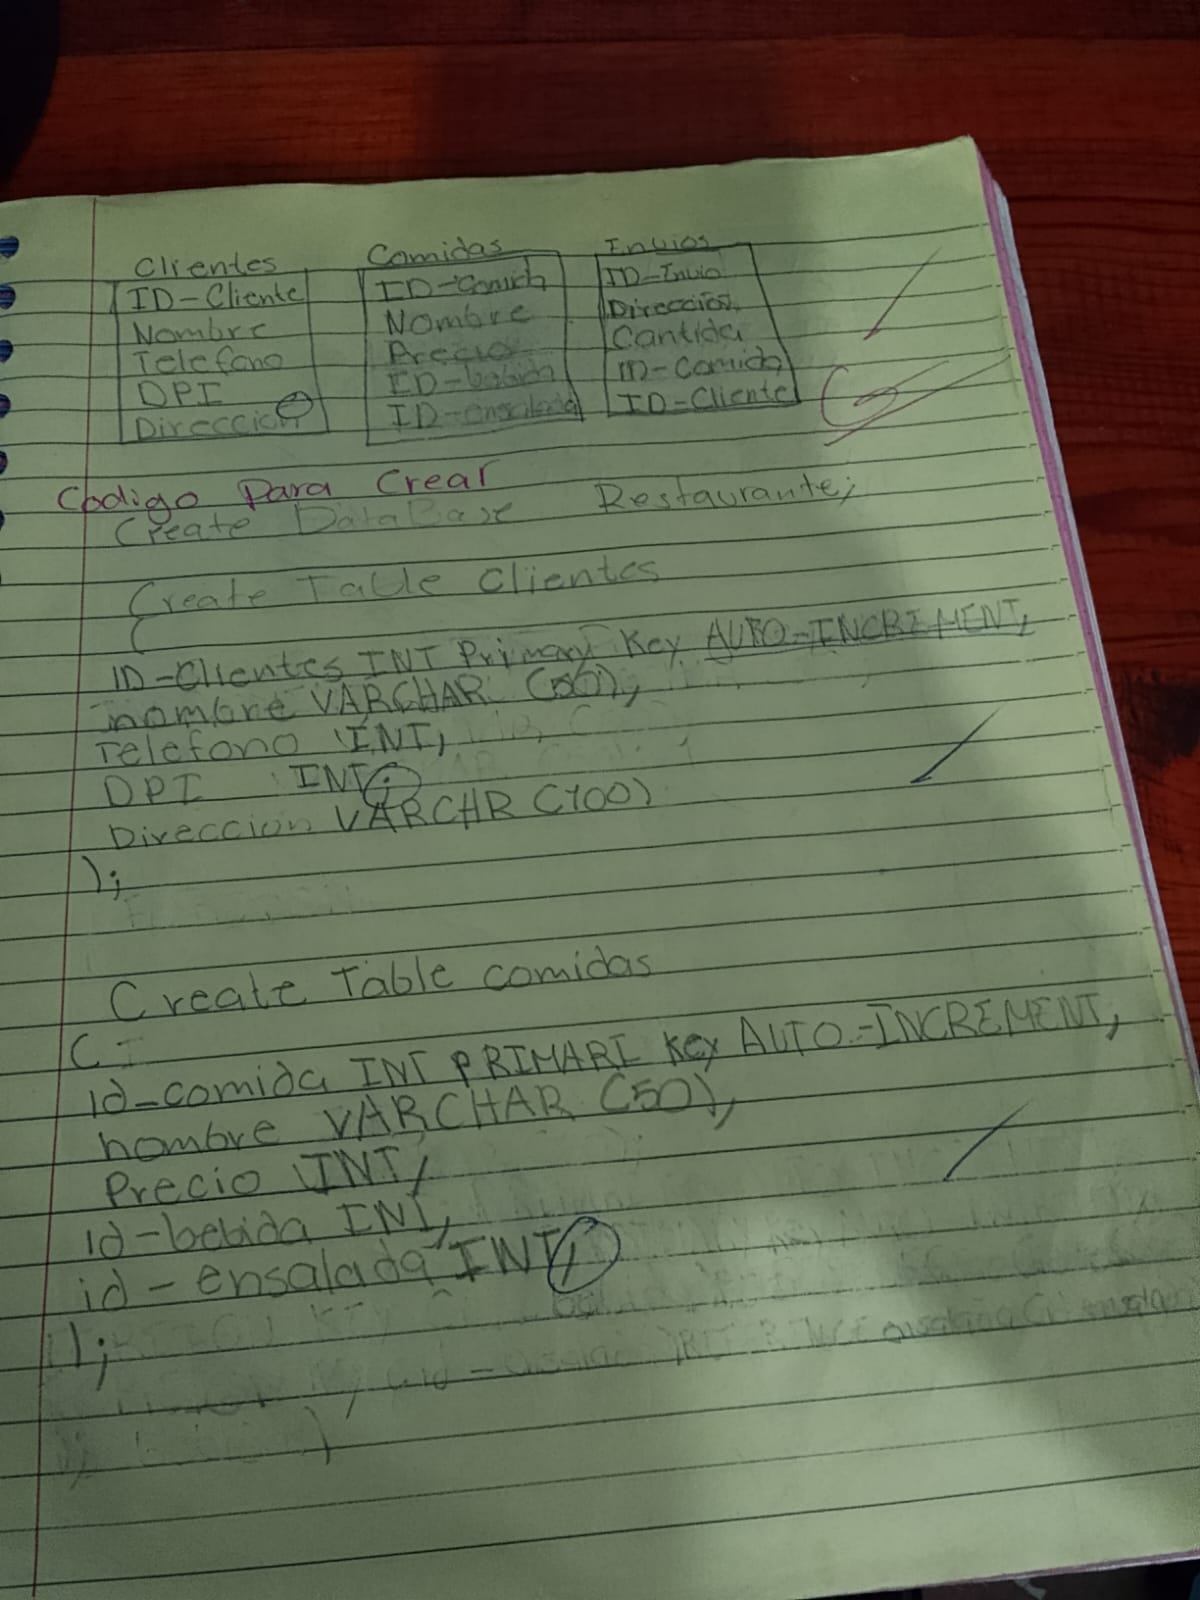 Clientes
ID-Cliente
Nombre
Telefono
DPI
Direccion
Comidas
ID-Comida
Nombre
Precio
ID-bebida
ID-ensalada
Envios
ID-Envio
Direccion
Cantida
ID-Comida
ID-Cliente
Codigo Para Crear
Create DataBase Restaurante;
Create Table Clientes
(
ID-Clientes INT Primary Key AUTO-INCREMENT,
nombre VARCHAR (50),
Telefono INT,
DPI INT;
Direccion VARCHR (100)
);
Create Table comidas
(
id-comida INT PRIMARI Key AUTO-INCREMENT,
nombre VARCHAR (50),
Precio INT,
id-bebida INT,
id-ensalada INT,
);